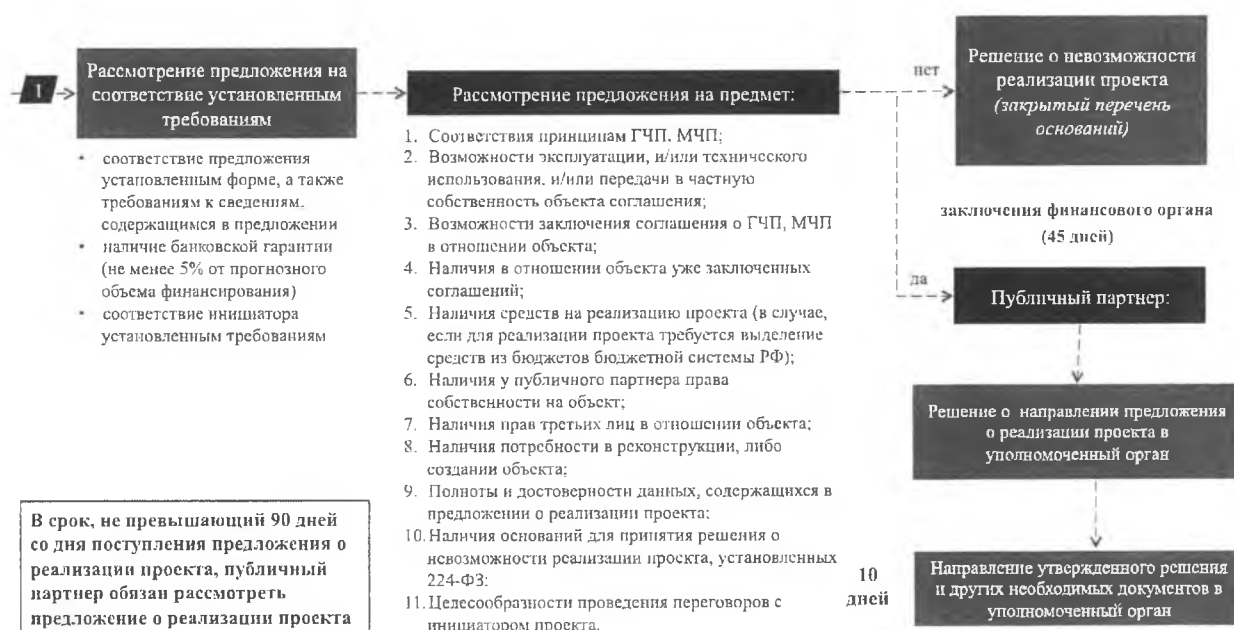 1
Рассмотрение предложения на
соответствие установленным
требованиям
• соответствие предложения
установленным форме, а также
требованиям к сведениям,
содержащимся в предложении
• наличие банковской гарантии
(не менее 5% от прогнозного
объема финансирования)
• соответствие инициатора
установленным требованиям
В срок, не превышающий 90 дней
со дня поступления предложения о
реализации проекта, публичный
партнер обязан рассмотреть
предложение о реализации проекта
Рассмотрение предложения на предмет:
1. Соответствия принципам ГЧП, МЧП;
2. Возможности эксплуатации, и/или технического
использования, и/или передачи в частную
собственность объекта соглашения;
3. Возможности заключения соглашения о ГЧП, МЧП
в отношении объекта;
4. Наличия в отношении объекта уже заключенных
соглашений;
5. Наличия средств на реализацию проекта (в случае,
если для реализации проекта требуется выделение
средств из бюджетов бюджетной системы РФ);
6. Наличия у публичного партнера права
собственности на объект;
7. Наличия прав третьих лиц в отношении объекта;
8. Наличия потребности в реконструкции, либо
создании объекта;
9. Полноты и достоверности данных, содержащихся в
предложении о реализации проекта;
10. Наличия оснований для принятия решения о
невозможности реализации проекта, установленных
224-ФЗ;
11. Целесообразности проведения переговоров с
инициатором проекта.
нет
Решение о невозможности
реализации проекта
(закрытый перечень
оснований)
заключения финансового органа
(45 дней)
да
Публичный партнер:
Решение о направлении предложения
о реализации проекта в
уполномоченный орган
10
дней
Направление утвержденного решения
и других необходимых документов в
уполномоченный орган